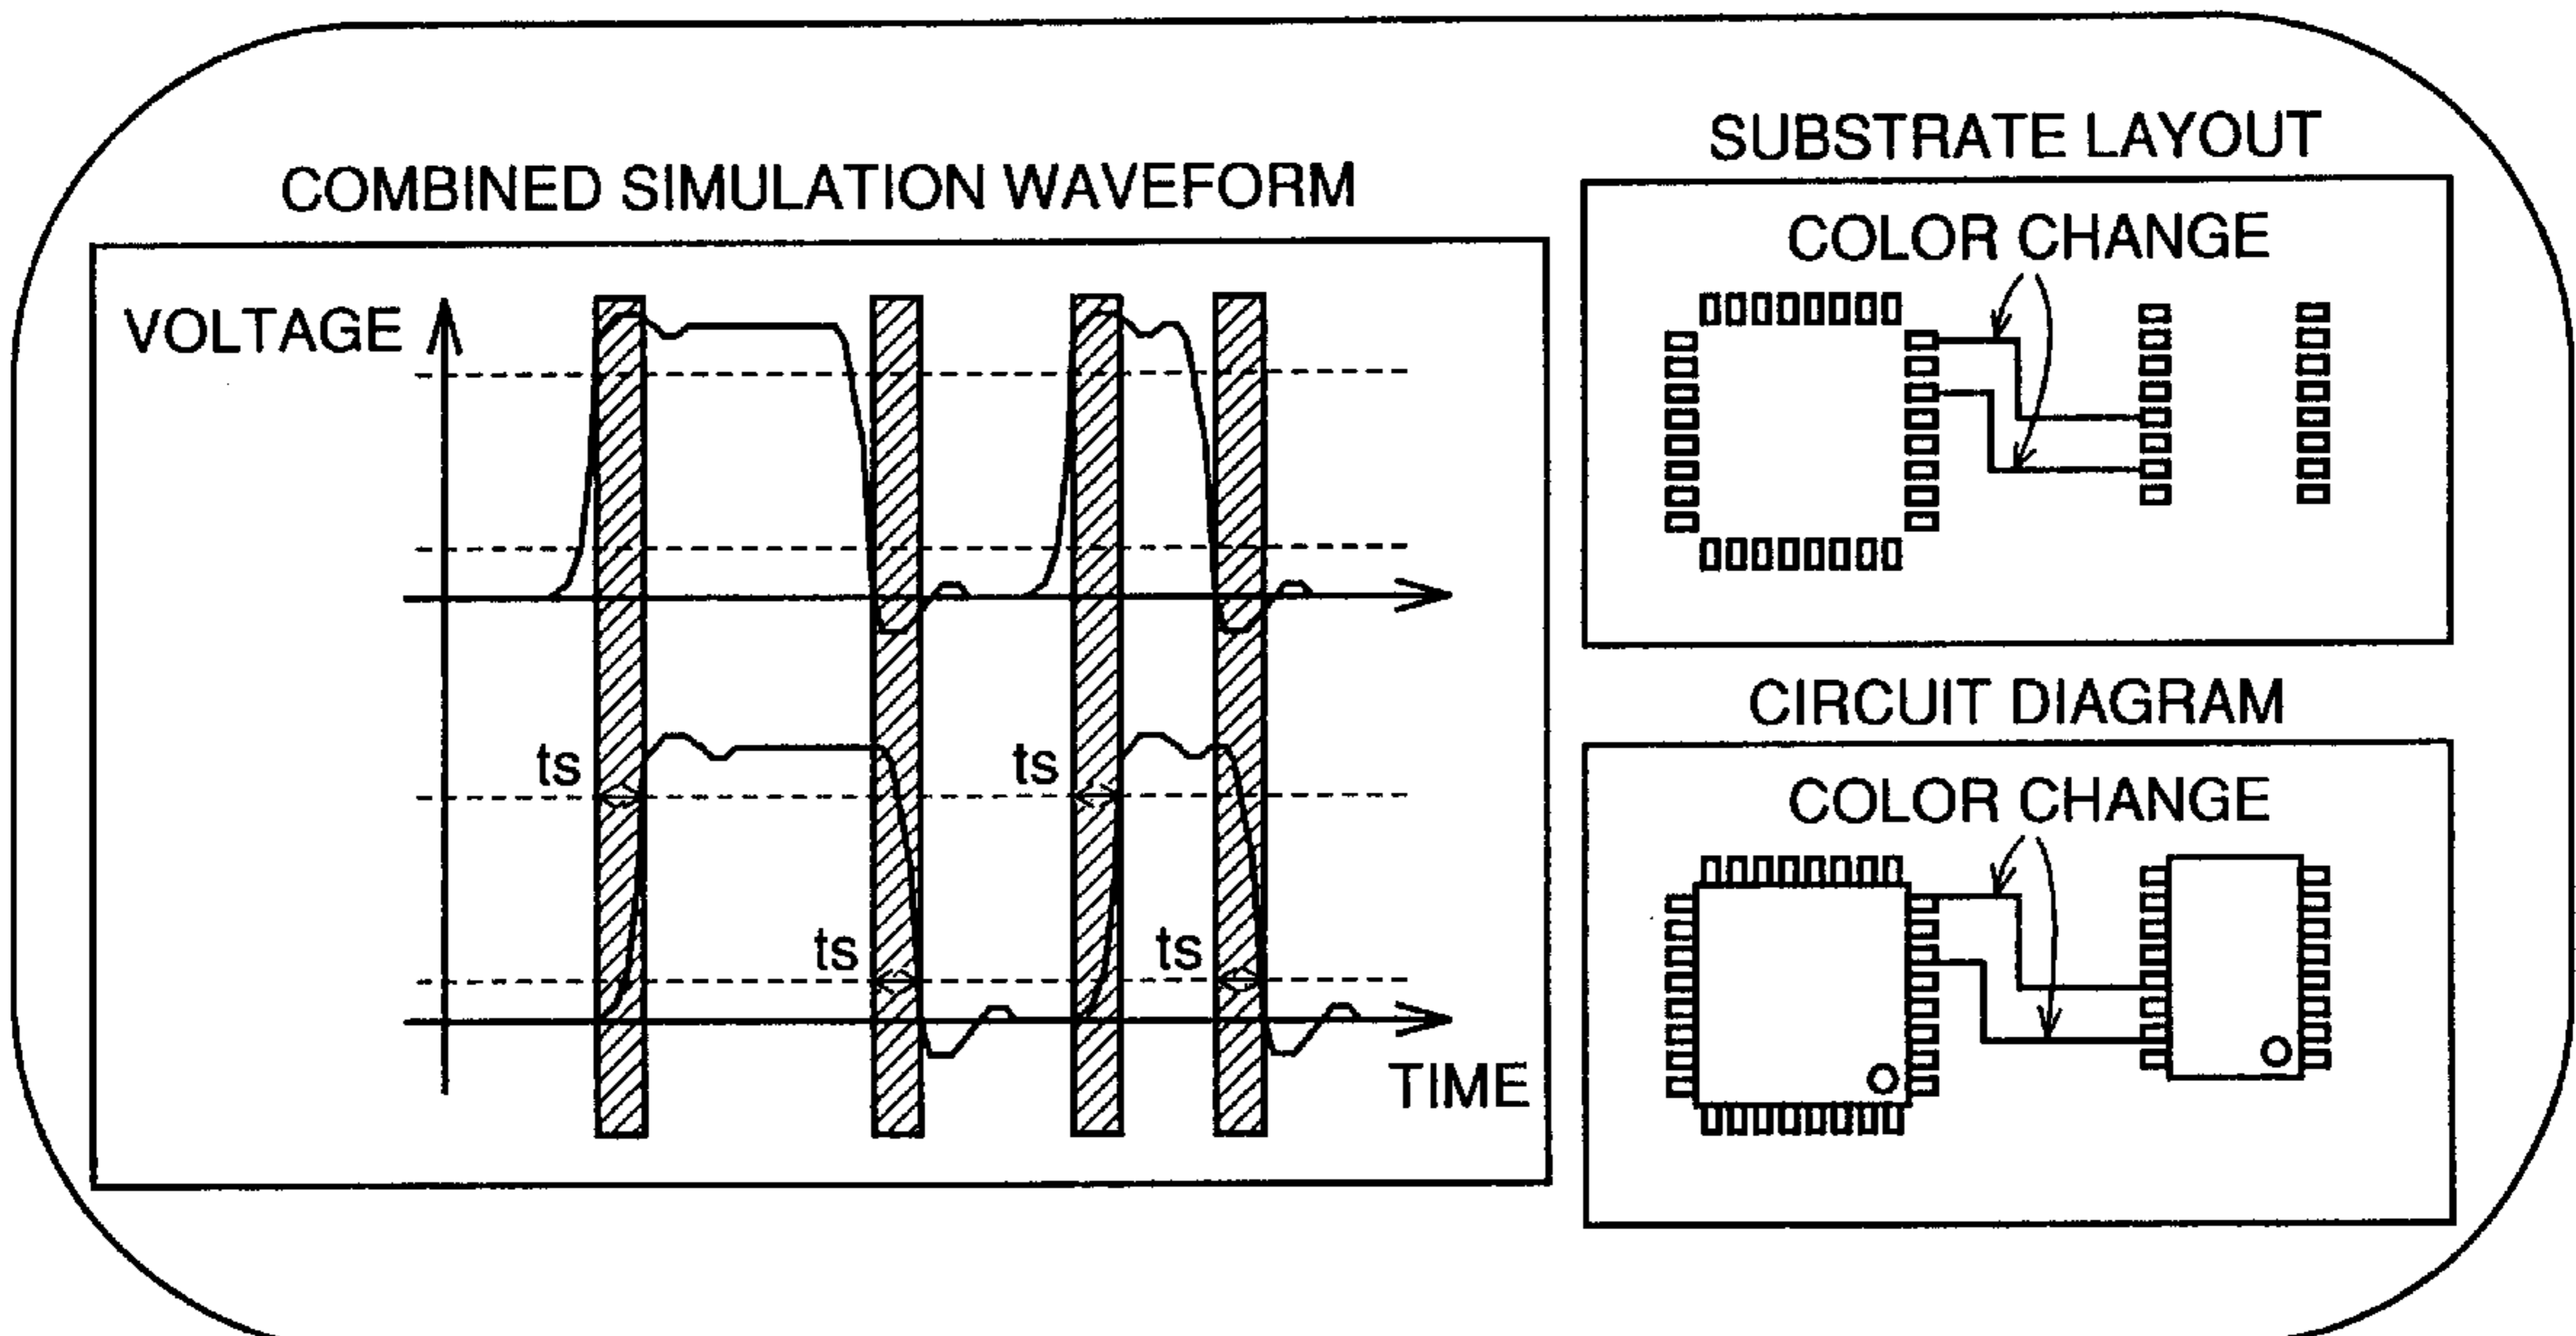 COMBINED SIMULATION WAVEFORM
VOLTAGE
ts
ts
ts
ts
TIME
SUBSTRATE LAYOUT
COLOR CHANGE
CIRCUIT DIAGRAM
COLOR CHANGE